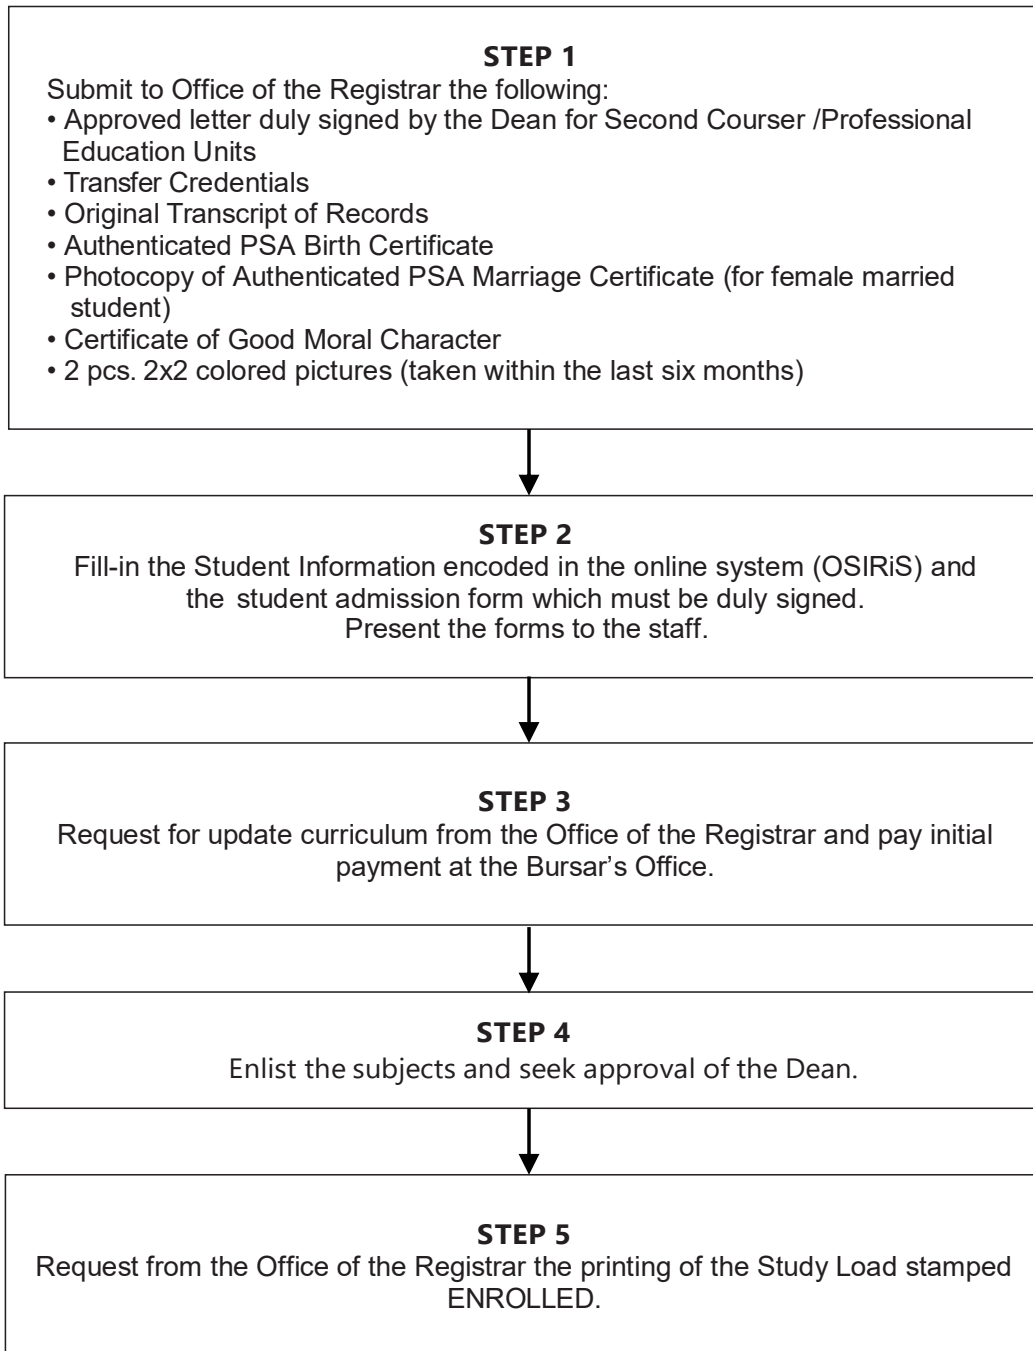 STEP 1
Submit to Office of the Registrar the following:
• Approved letter duly signed by the Dean for Second Courser /Professional
Education Units
• Transfer Credentials
• Original Transcript of Records
• Authenticated PSA Birth Certificate
• Photocopy of Authenticated PSA Marriage Certificate (for female married
student)
• Certificate of Good Moral Character
• 2 pcs. 2x2 colored pictures (taken within the last six months)
STEP 2
Fill-in the Student Information encoded in the online system (OSIRiS) and
the student admission form which must be duly signed.
Present the forms to the staff.
STEP 3
Request for update curriculum from the Office of the Registrar and pay initial
payment at the Bursar’s Office.
STEP 4
Enlist the subjects and seek approval of the Dean.
STEP 5
Request from the Office of the Registrar the printing of the Study Load stamped
ENROLLED.